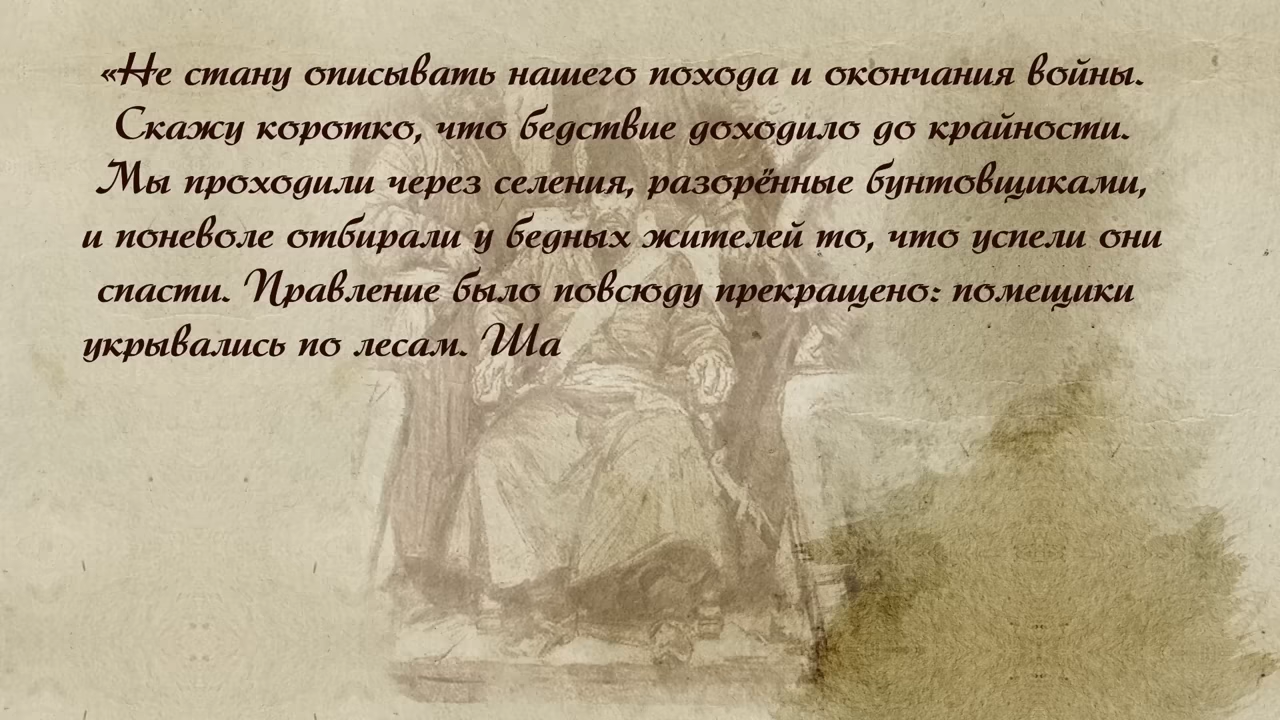 «Не стану описывать нашего похода и окончания войны.
Скажу коротко, что бедствие доходило до крайности.
Мы проходили через селения, разорённые бунтовщиками,
и поневоле отбирали у бедных жителей то, что успели они
спасти. Правление было повсюду прекращено: помещики
укрывались по лесам. Ша